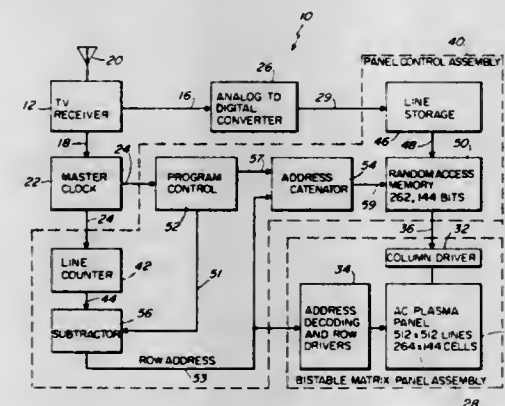 10
20
40
26
PANEL CONTROL ASSEMBLY
12
TV
RECEIVER
16
ANALOG TO
DIGITAL
CONVERTER
29
LINE
STORAGE
18
46
48
50
22
MASTER
CLOCK
24
PROGRAM
CONTROL
57
ADDRESS
CATENATOR
54
59
RANDOM ACCESS
MEMORY
262, 144 BITS
24
52
36
32
COLUMN DRIVER
LINE
COUNTER
42
51
34
44
SUBTRACTOR
56
ADDRESS
DECODING
AND ROW
DRIVERS
AC PLASMA
PANEL
512 x 512 LINES
264 x 144 CELLS
ROW ADDRESS
53
BISTABLE MATRIX PANEL ASSEMBLY
28